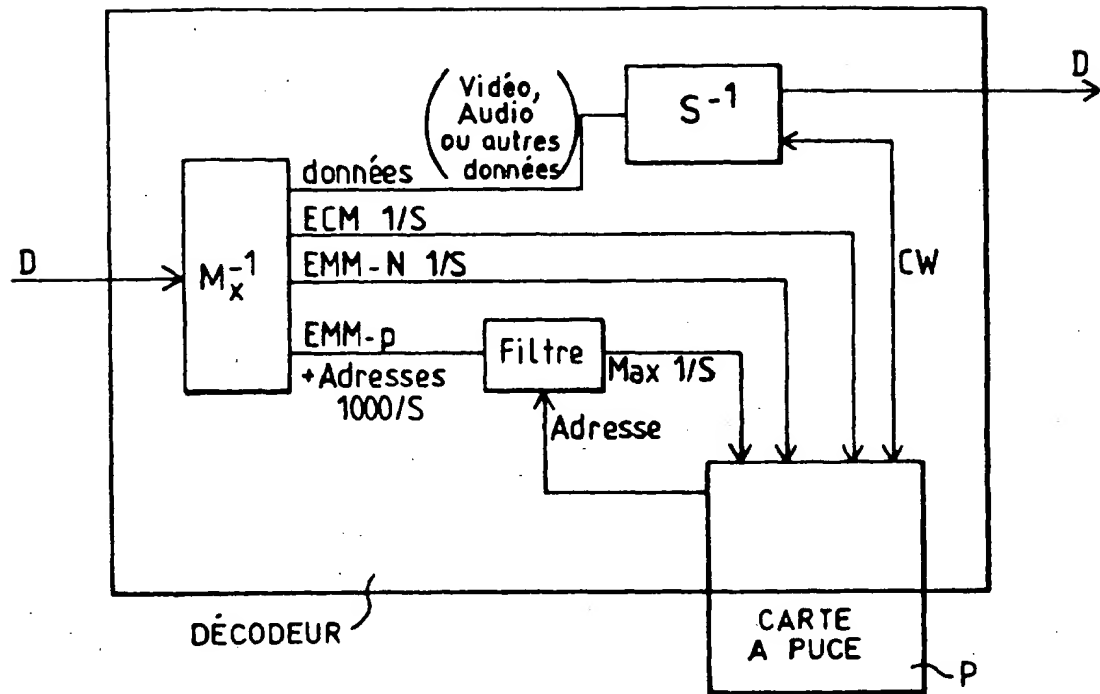 D
Vidéo,
Audio
ou autres
données
S⁻¹
D
données
ECM 1/S
EMM-N 1/S
CW
D
Mx⁻¹
EMM-p
+Adresses
1000/S
Filtre
Max 1/S
Adresse
DÉCODEUR
CARTE
A PUCE
P